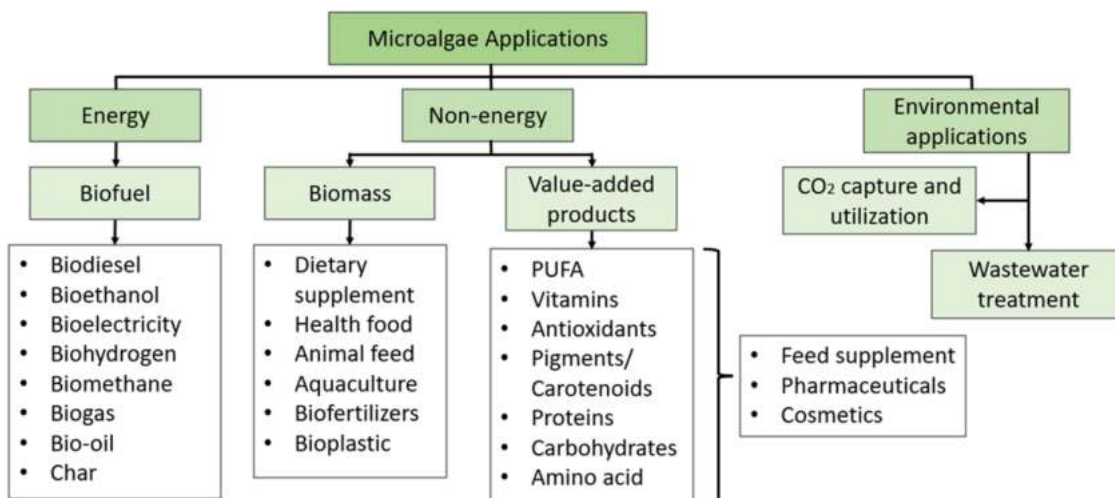 Microalgae Applications
Energy
Non-energy
Environmental
applications
Biofuel
Biomass
Value-added
products
CO₂ capture and
utilization
Wastewater
treatment
• Biodiesel
• Bioethanol
• Bioelectricity
• Biohydrogen
• Biomethane
• Biogas
• Bio-oil
• Char
• Dietary
supplement
• Health food
• Animal feed
• Aquaculture
• Biofertilizers
• Bioplastic
• PUFA
• Vitamins
• Antioxidants
• Pigments/
Carotenoids
• Proteins
• Carbohydrates
• Amino acid
• Feed supplement
• Pharmaceuticals
• Cosmetics